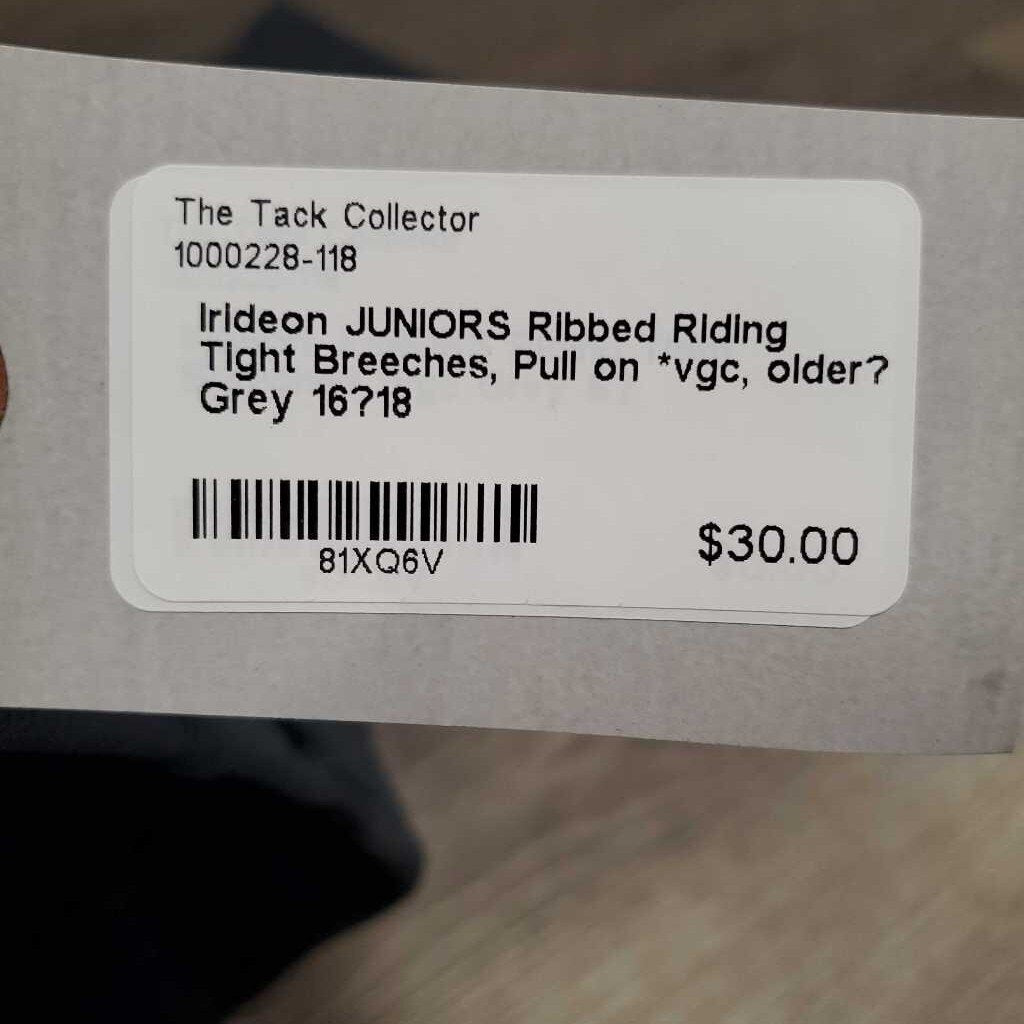 The Tack Collector
1000228-118
Irideon JUNIORS Ribbed Riding
Tight Breeches, Pull on *vgc, older?
Grey 16?18
81XQ6V
$30.00